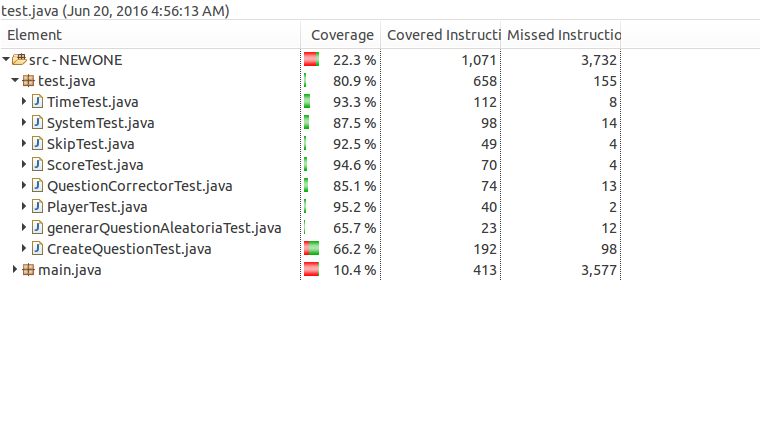 test.java (Jun 20, 2016 4:56:13 AM)
Element Coverage Covered Instructi Missed Instructio
src - NEWONE 22.3 % 1,071 3,732
test.java 80.9 % 658 155
TimeTest.java 93.3 % 112 8
SystemTest.java 87.5 % 98 14
SkipTest.java 92.5 % 49 4
ScoreTest.java 94.6 % 70 4
QuestionCorrectorTest.java 85.1 % 74 13
PlayerTest.java 95.2 % 40 2
generarQuestionAleatoriaTest.java 65.7 % 23 12
CreateQuestionTest.java 66.2 % 192 98
main.java 10.4 % 413 3,577